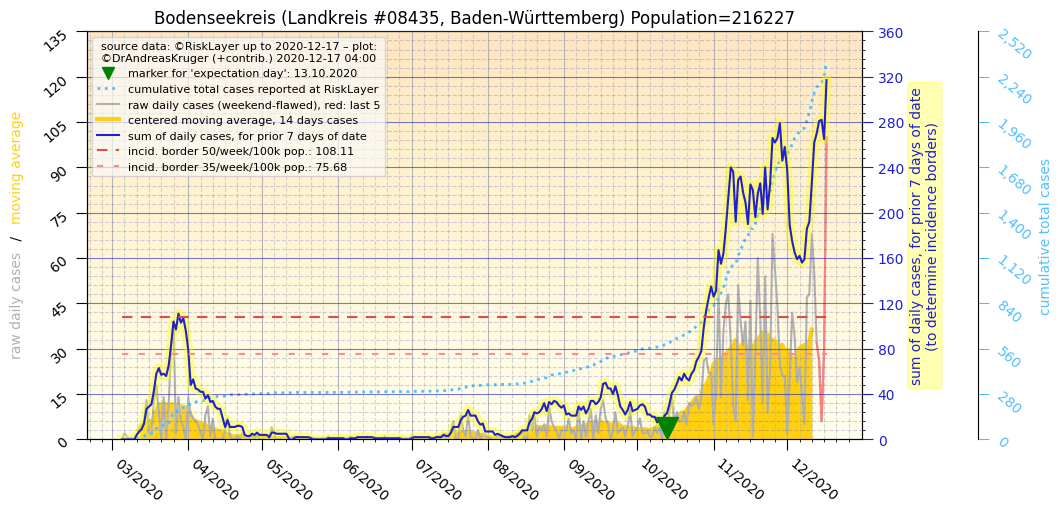 Bodenseekreis (Landkreis #08435, Baden-Württemberg) Population=216227
source data: ©RiskLayer up to 2020-12-17 – plot:
©DrAndreasKruger (+contrib.) 2020-12-17 04:00
marker for 'expectation day': 13.10.2020
cumulative total cases reported at RiskLayer
raw daily cases (weekend-flawed), red: last 5
centered moving average, 14 days cases
sum of daily cases, for prior 7 days of date
incid. border 50/week/100k pop.: 108.11
incid. border 35/week/100k pop.: 75.68
raw daily cases / moving average
135
120
105
90
75
60
45
30
15
0
03/2020
04/2020
05/2020
06/2020
07/2020
08/2020
09/2020
10/2020
11/2020
12/2020
360
320
280
240
200
160
120
80
40
0
sum of daily cases, for prior 7 days of date
(to determine incidence borders)
2,520
2,240
1,960
1,680
1,400
1,120
840
560
280
0
cumulative total cases